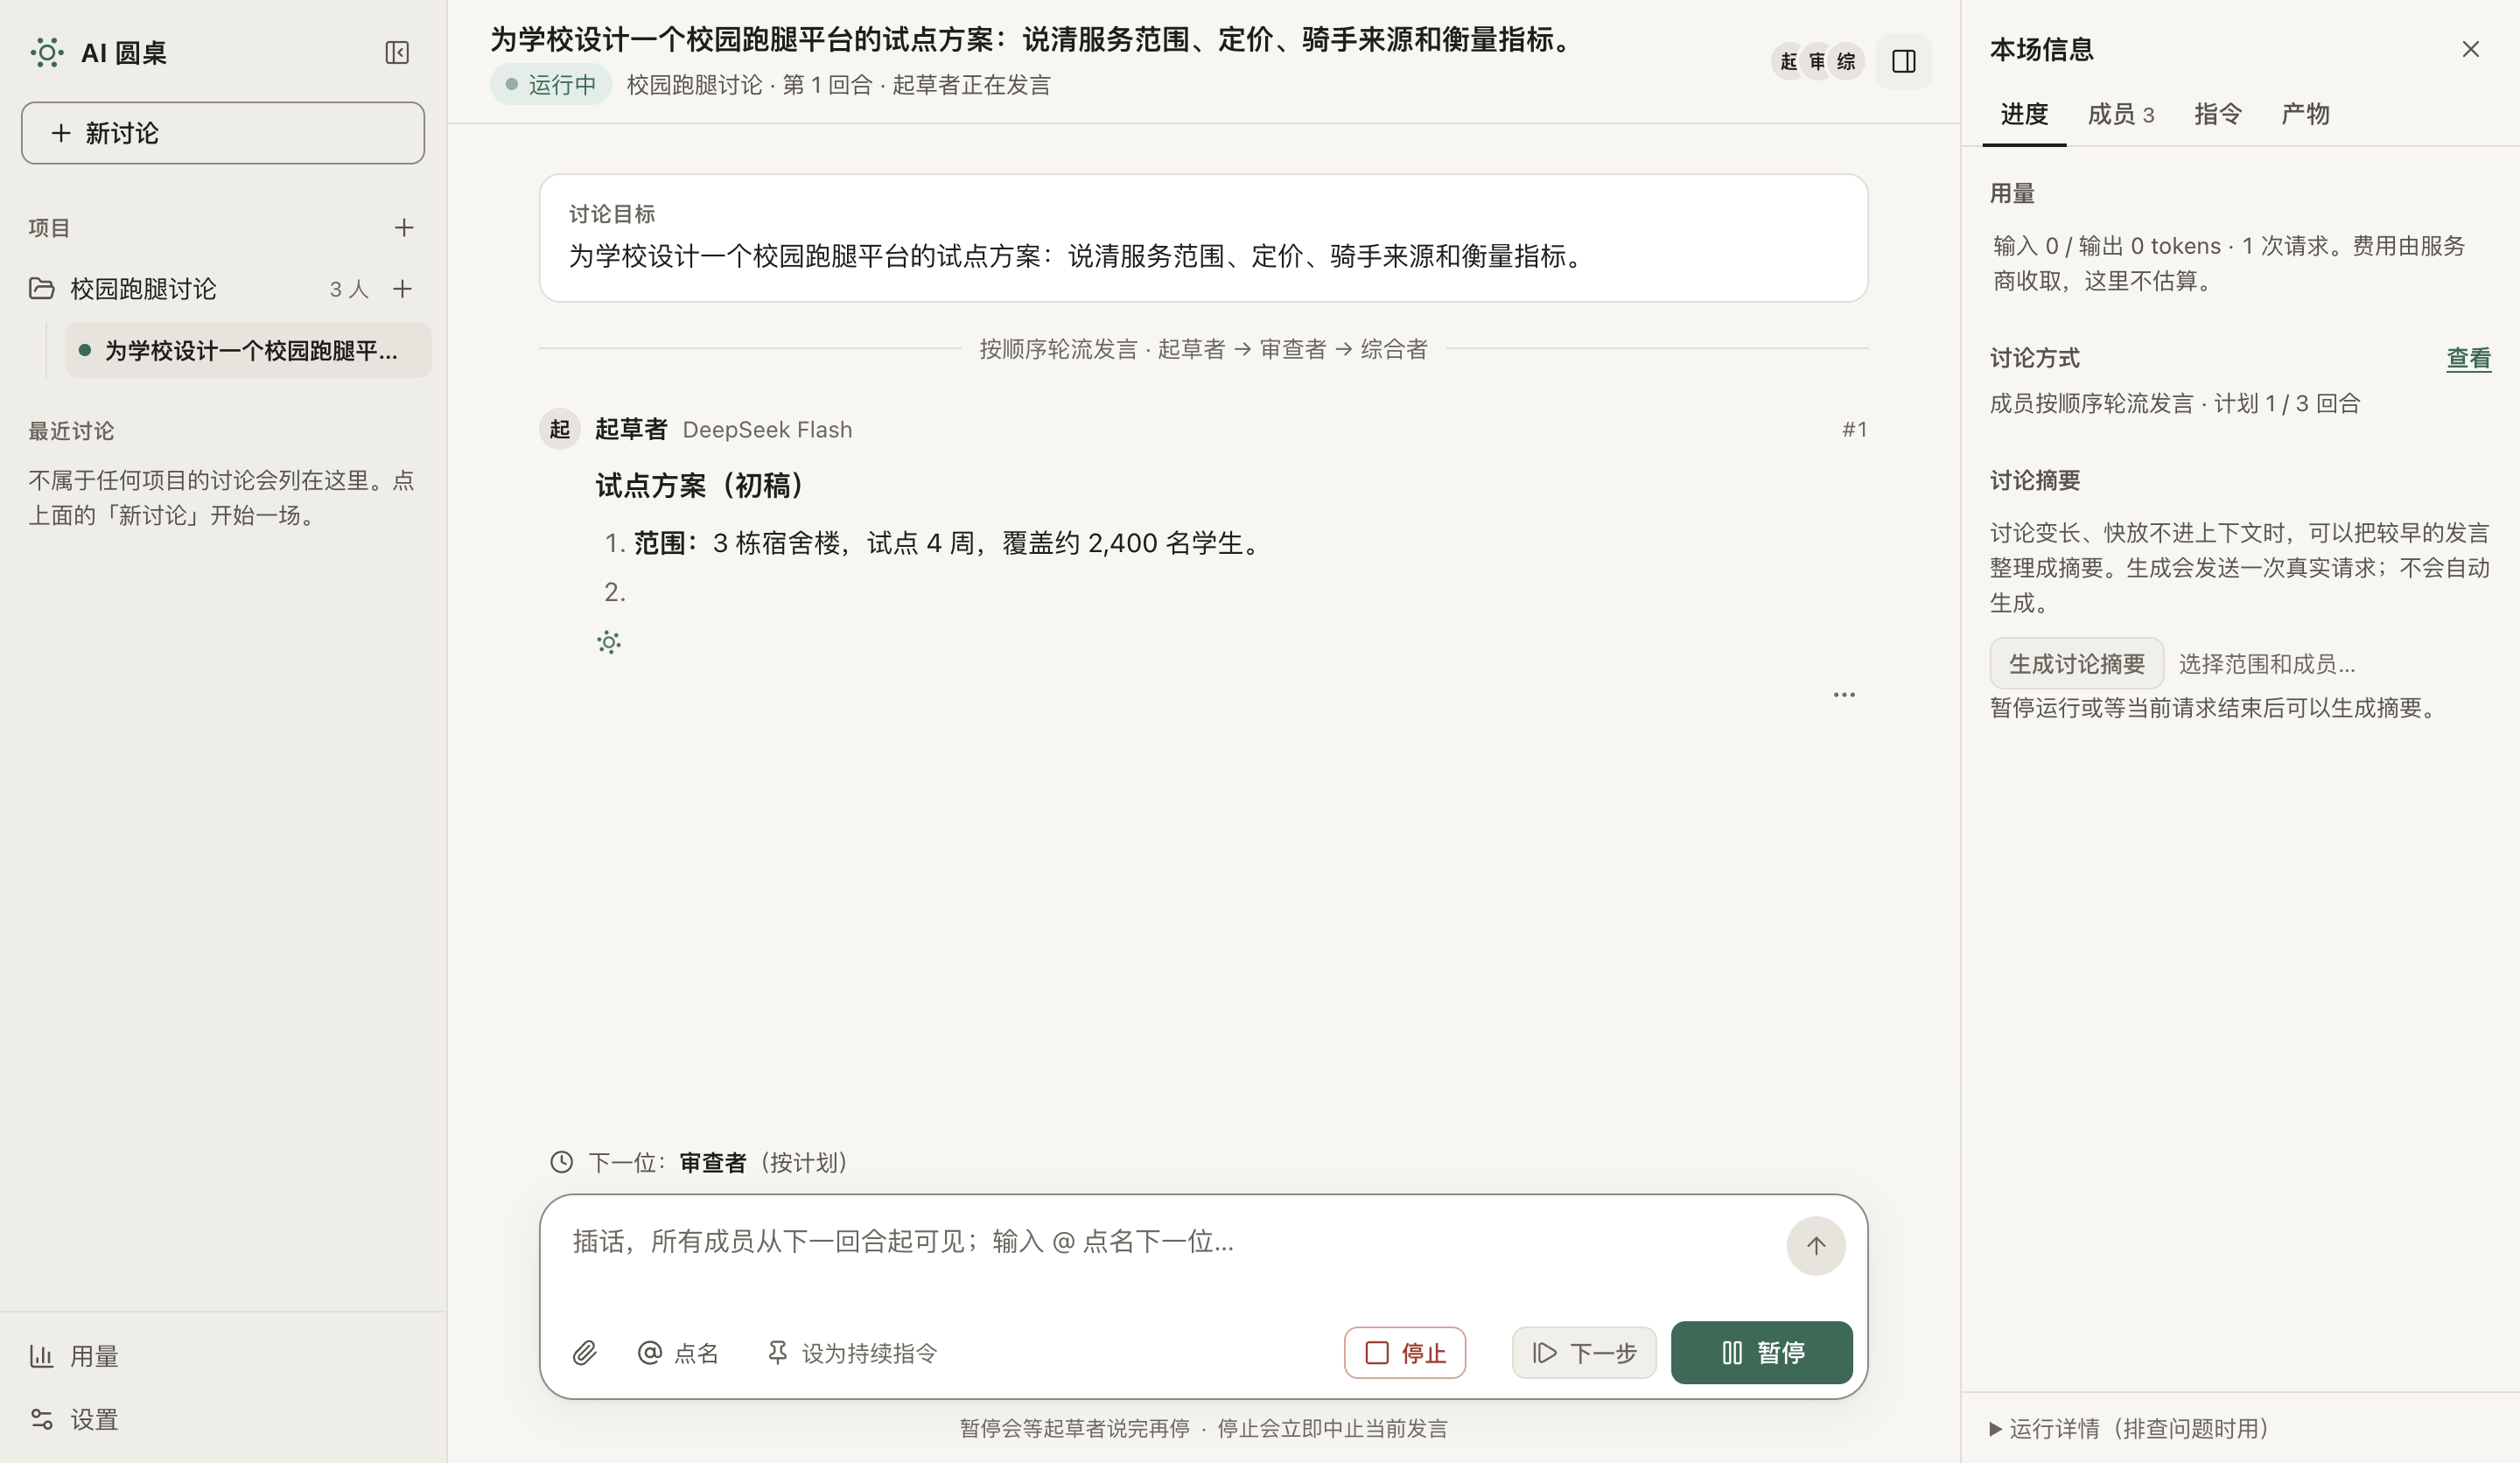 AI 圆桌
新讨论
项目
校园跑腿讨论 3 人
为学校设计一个校园跑腿平...
最近讨论
不属于任何项目的讨论会列在这里。点
上面的「新讨论」开始一场。
用量
设置
为学校设计一个校园跑腿平台的试点方案：说清服务范围、定价、骑手来源和衡量指标。
运行中 校园跑腿讨论 · 第 1 回合 · 起草者正在发言
起 审 综
讨论目标
为学校设计一个校园跑腿平台的试点方案：说清服务范围、定价、骑手来源和衡量指标。
按顺序轮流发言 · 起草者 → 审查者 → 综合者
起 起草者 DeepSeek Flash #1
试点方案（初稿）
1. 范围：3 栋宿舍楼，试点 4 周，覆盖约 2,400 名学生。
2.
下一位：审查者（按计划）
插话，所有成员从下一回合起可见；输入 @ 点名下一位...
@ 点名 设为持续指令 停止 下一步 暂停
暂停会等起草者说完再停 · 停止会立即中止当前发言
本场信息
进度 成员 3 指令 产物
用量
输入 0 / 输出 0 tokens · 1 次请求。费用由服务
商收取，这里不估算。
讨论方式 查看
成员按顺序轮流发言 · 计划 1 / 3 回合
讨论摘要
讨论变长、快放不进上下文时，可以把较早的发言
整理成摘要。生成会发送一次真实请求；不会自动
生成。
生成讨论摘要 选择范围和成员...
暂停运行或等当前请求结束后可以生成摘要。
▶ 运行详情（排查问题时用）